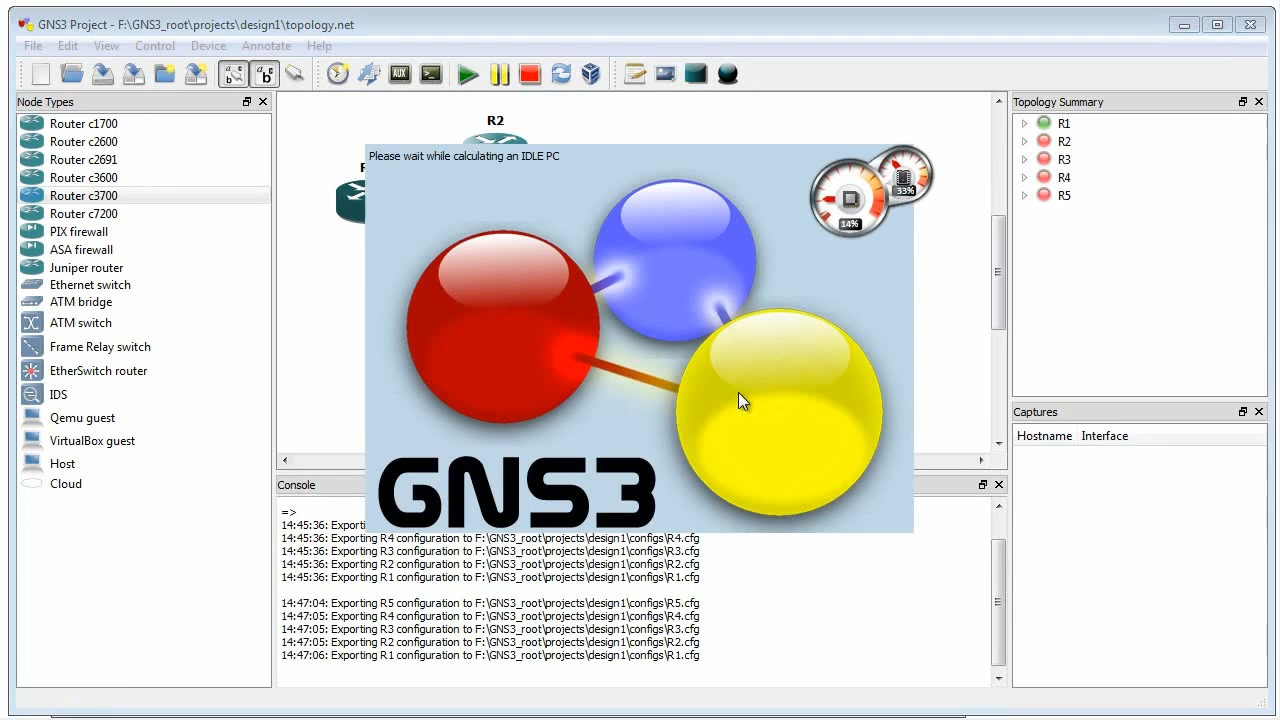 GNS3 Project - F:\GNS3_root\projects\design1\topology.net
File Edit View Control Device Annotate Help
AUX
Node Types
Router c1700
Router c2600
Router c2691
Router c3600
Router c3700
Router c7200
PIX firewall
ASA firewall
Juniper router
Ethernet switch
ATM bridge
ATM switch
Frame Relay switch
EtherSwitch router
IDS
Qemu guest
VirtualBox guest
Host
Cloud
R2
Please wait while calculating an IDLE PC
33%
14%
GNS3
Console
=>
14:45:36: Exporting
14:45:36: Exporting R4 configuration to F:\GNS3_root\projects\design1\configs\R4.cfg
14:45:36: Exporting R3 configuration to F:\GNS3_root\projects\design1\configs\R3.cfg
14:45:36: Exporting R2 configuration to F:\GNS3_root\projects\design1\configs\R2.cfg
14:45:36: Exporting R1 configuration to F:\GNS3_root\projects\design1\configs\R1.cfg
14:47:04: Exporting R5 configuration to F:\GNS3_root\projects\design1\configs\R5.cfg
14:47:05: Exporting R4 configuration to F:\GNS3_root\projects\design1\configs\R4.cfg
14:47:05: Exporting R3 configuration to F:\GNS3_root\projects\design1\configs\R3.cfg
14:47:05: Exporting R2 configuration to F:\GNS3_root\projects\design1\configs\R2.cfg
14:47:06: Exporting R1 configuration to F:\GNS3_root\projects\design1\configs\R1.cfg
Topology Summary
R1
R2
R3
R4
R5
Captures
Hostname Interface